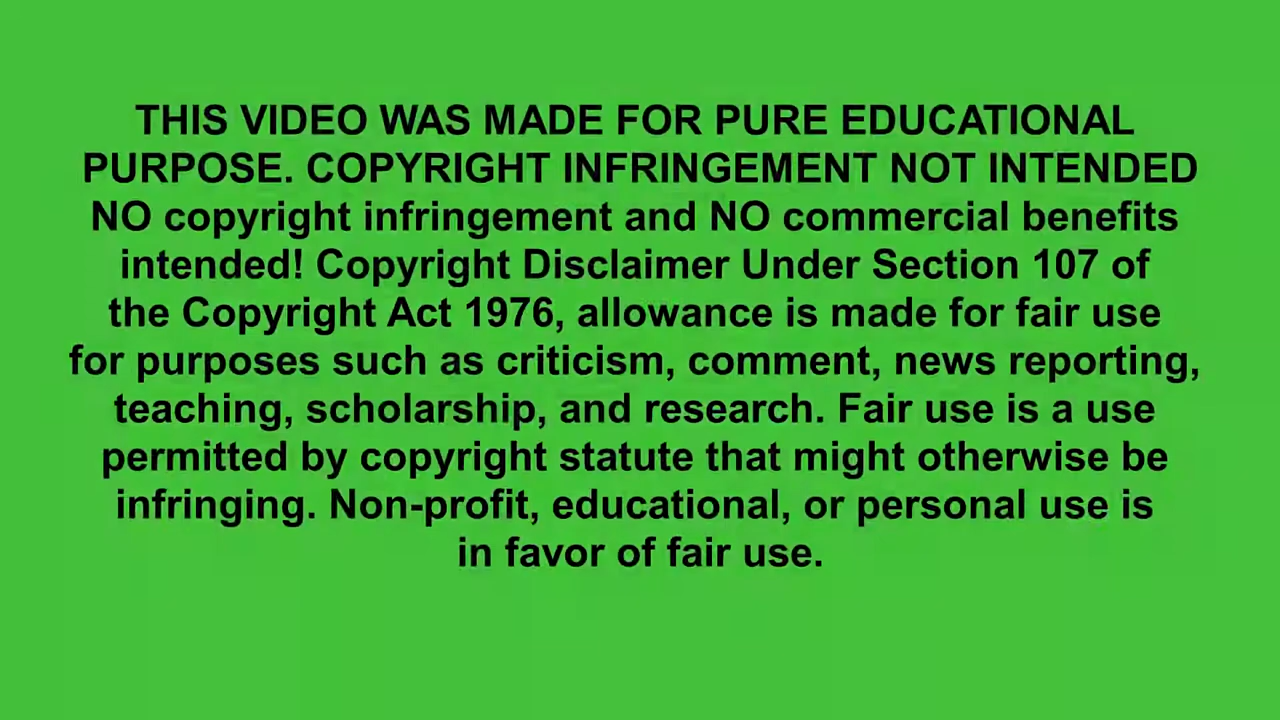 THIS VIDEO WAS MADE FOR PURE EDUCATIONAL
PURPOSE. COPYRIGHT INFRINGEMENT NOT INTENDED
NO copyright infringement and NO commercial benefits
intended! Copyright Disclaimer Under Section 107 of
the Copyright Act 1976, allowance is made for fair use
for purposes such as criticism, comment, news reporting,
teaching, scholarship, and research. Fair use is a use
permitted by copyright statute that might otherwise be
infringing. Non-profit, educational, or personal use is
in favor of fair use.